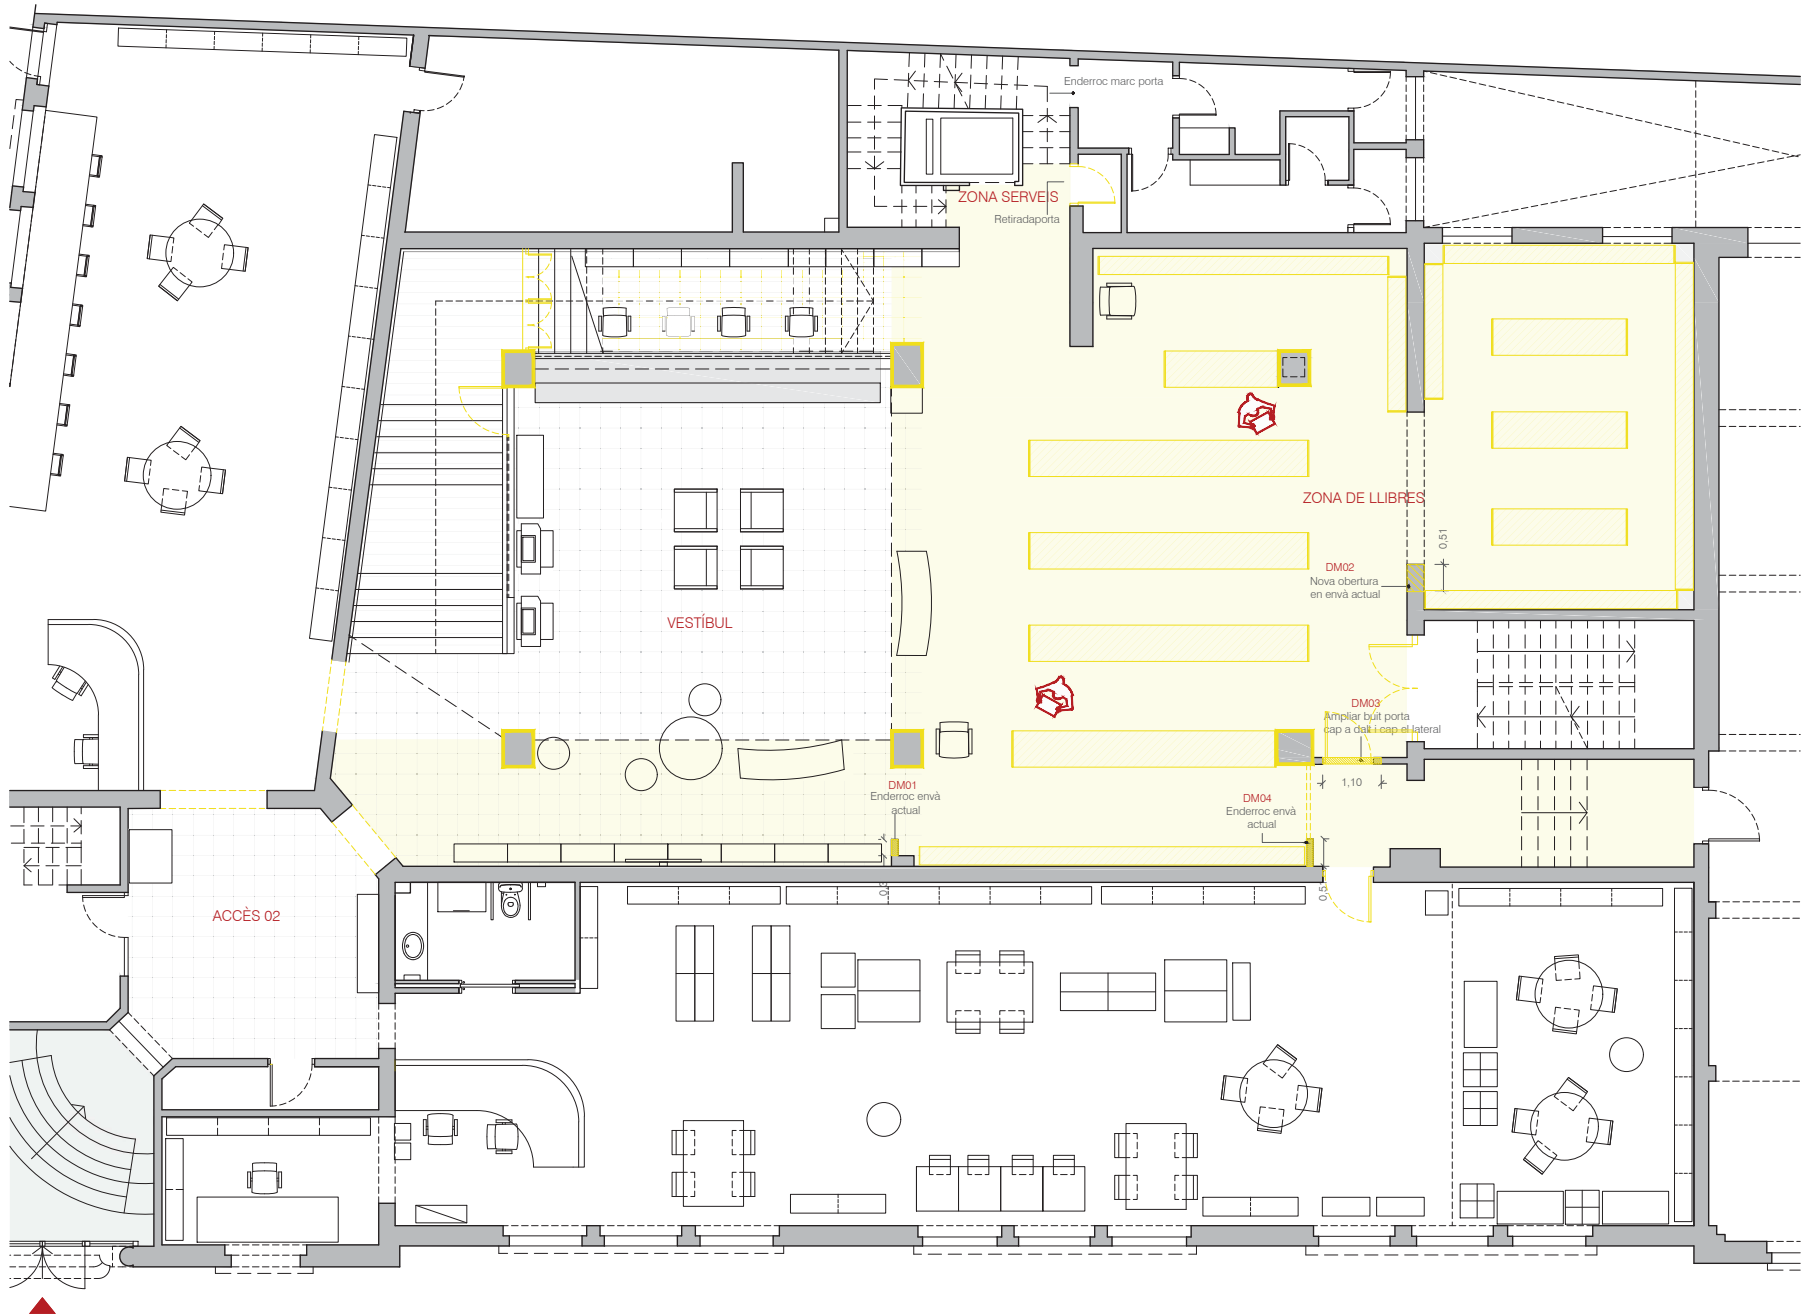 Enderroc marc porta
ZONA SERVEIS
Retiradaporta
ZONA DE LLIBRES
0,51
DM02
Nova obertura
en envà actual
VESTÍBUL
DM03
Ampliar buit porta
cap a dalt i cap el lateral
1,10
DM01
Enderroc envà
actual
DM04
Enderroc envà
actual
0,51
ACCÈS 02